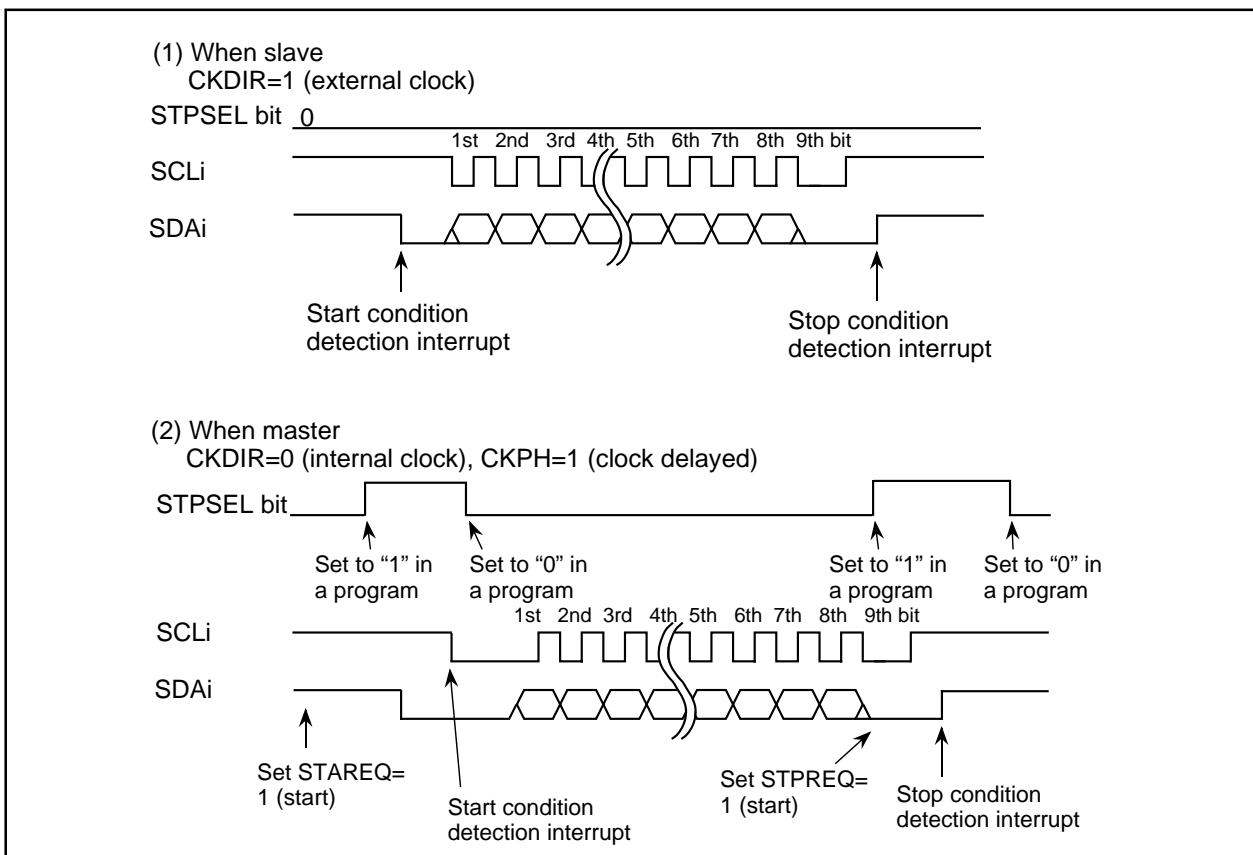 (1) When slave
CKDIR=1 (external clock)
STPSEL bit 0
1st 2nd 3rd 4th 5th 6th 7th 8th 9th bit
SCLi
SDAi
Start condition
detection interrupt
Stop condition
detection interrupt
(2) When master
CKDIR=0 (internal clock), CKPH=1 (clock delayed)
STPSEL bit
Set to “1” in
a program
Set to “0” in
a program
Set to “1” in
a program
Set to “0” in
a program
1st 2nd 3rd 4th 5th 6th 7th 8th 9th bit
SCLi
SDAi
Set STAREQ=
1 (start)
Start condition
detection interrupt
Set STPREQ=
1 (start)
Stop condition
detection interrupt